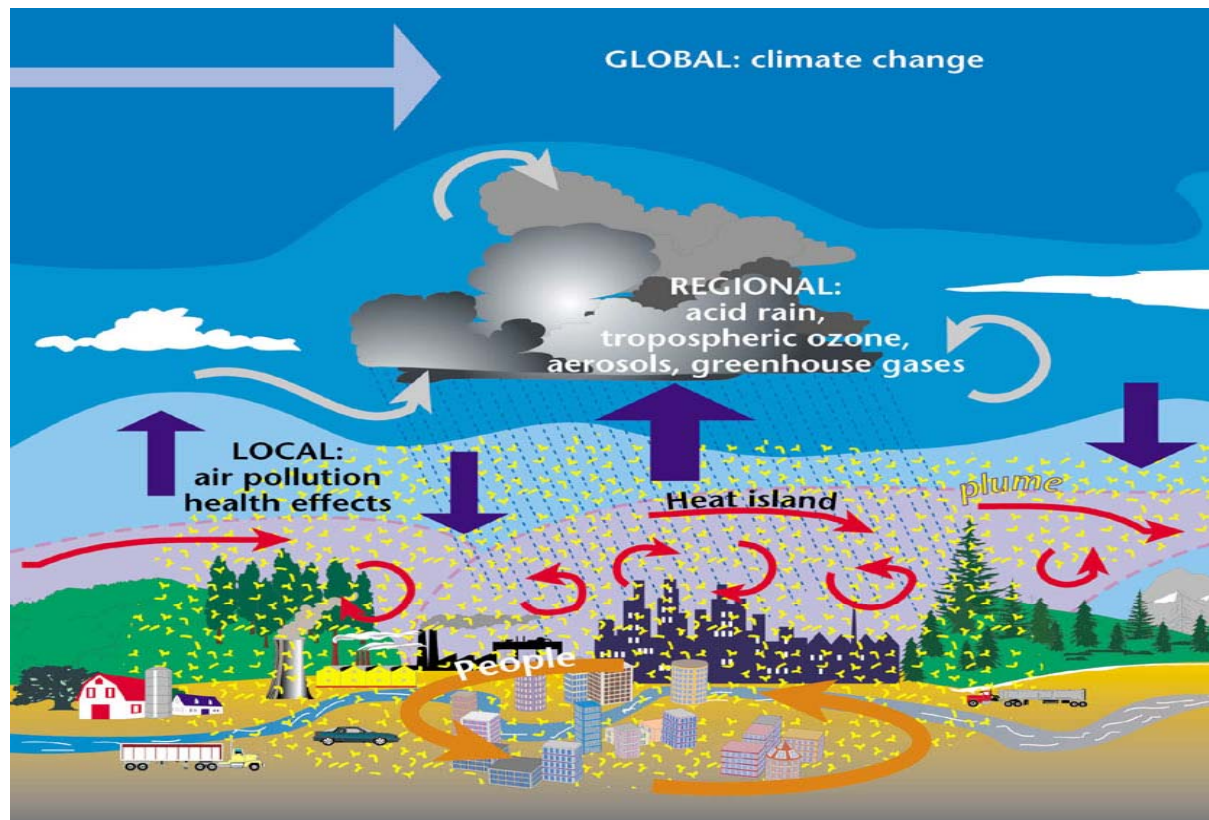 GLOBAL: climate change
REGIONAL:
acid rain,
tropospheric ozone,
aerosols, greenhouse gases
LOCAL:
air pollution
health effects
Heat island
plume
People